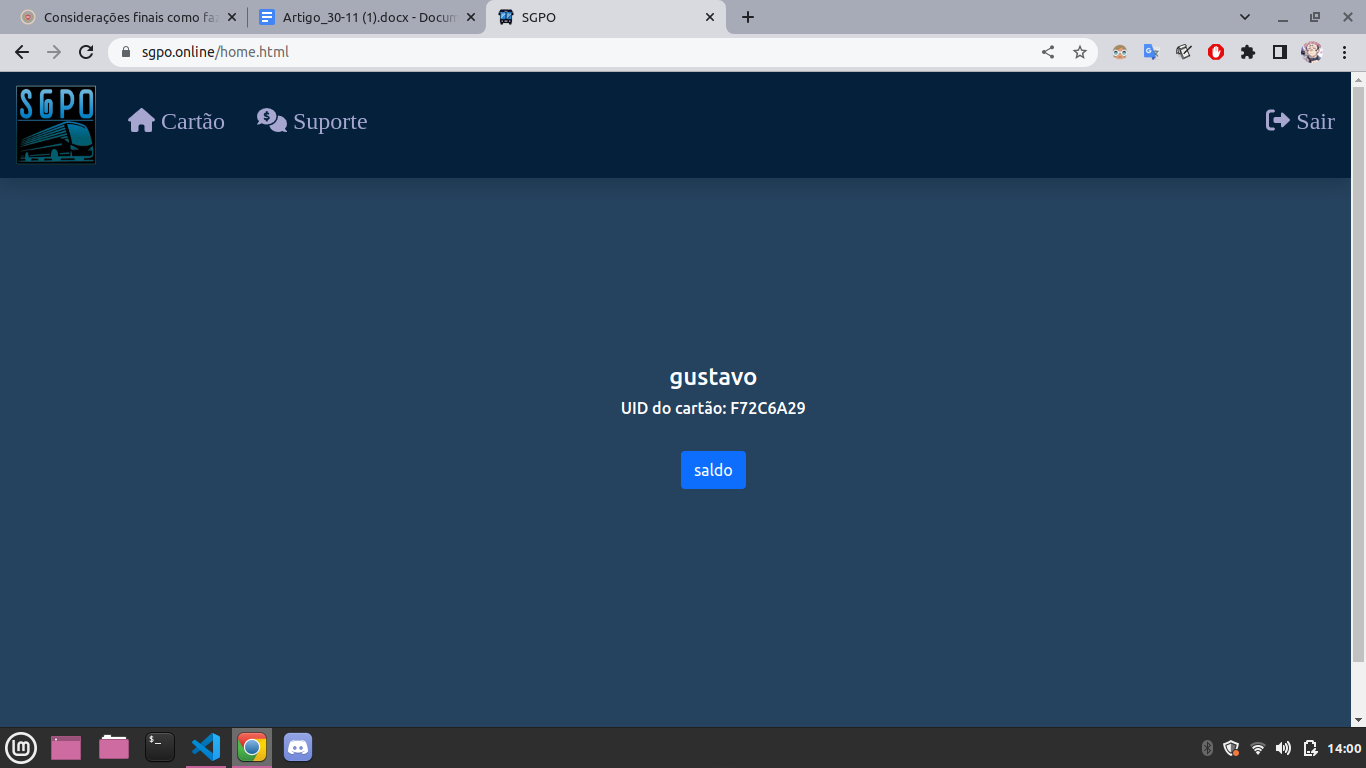 Considerações finais como faz
Artigo_30-11 (1).docx - Docum
SGPO
sgpo.online/home.html
SGPO
Cartão
Suporte
Sair
gustavo
UID do cartão: F72C6A29
saldo
14:00